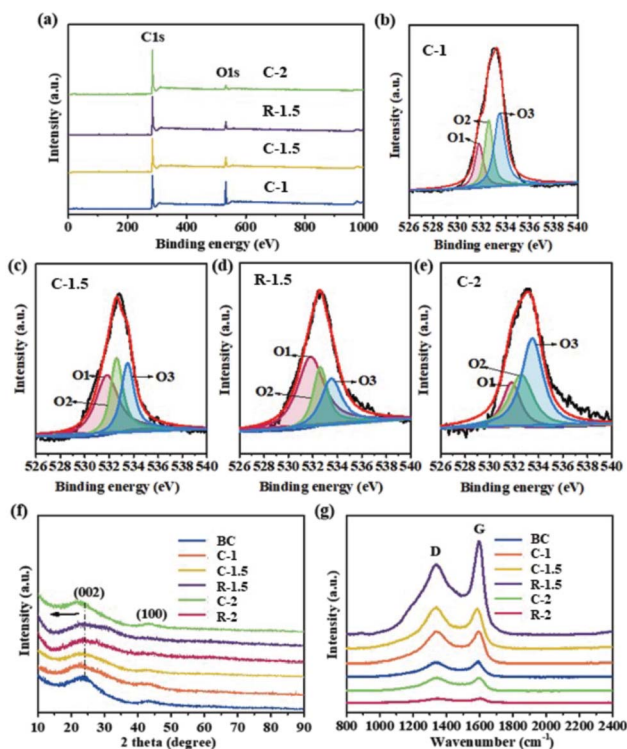 (a)
C1s
O1s
C-2
R-1.5
C-1.5
C-1
Intensity (a.u.)
0 200 400 600 800 1000
Binding energy (eV)
(b)
C-1
O2
O3
O1
Intensity (a.u.)
526 528 530 532 534 536 538 540
Binding energy (eV)
(c)
C-1.5
O1
O3
O2
Intensity (a.u.)
526 528 530 532 534 536 538 540
Binding energy (eV)
(d)
R-1.5
O1
O3
O2
Intensity (a.u.)
526 528 530 532 534 536 538 540
Binding energy (eV)
(e)
C-2
O3
O2
O1
Intensity (a.u.)
526 528 530 532 534 536 538 540
Binding energy (eV)
(f)
BC
C-1
C-1.5
R-1.5
C-2
R-2
(002)
(100)
Intensity (a.u.)
10 20 30 40 50 60 70 80 90
2 theta (degree)
(g)
D
G
BC
C-1
C-1.5
R-1.5
C-2
R-2
Intensity (a.u.)
800 1200 1600 2000 2400
Wavenumber (cm⁻¹)